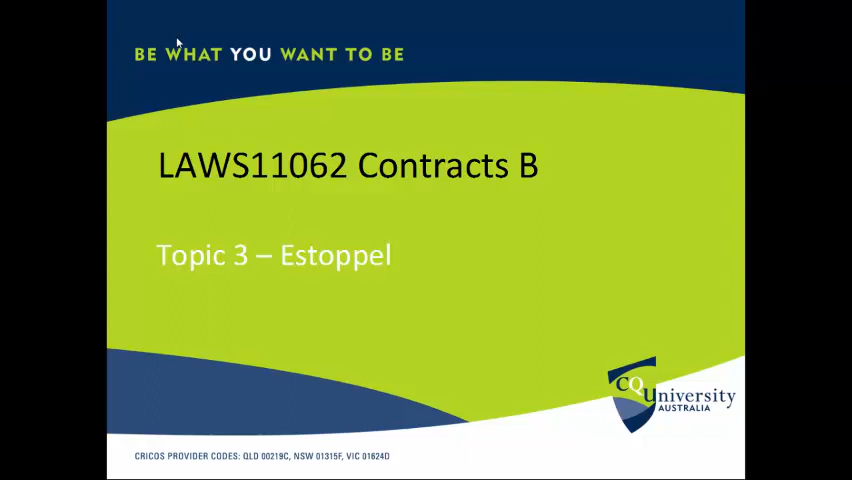 BE WHAT YOU WANT TO BE
LAWS11062 Contracts B
Topic 3 – Estoppel
CQUniversity
AUSTRALIA
CRICOS PROVIDER CODES: QLD 00219C, NSW 01315F, VIC 01624D